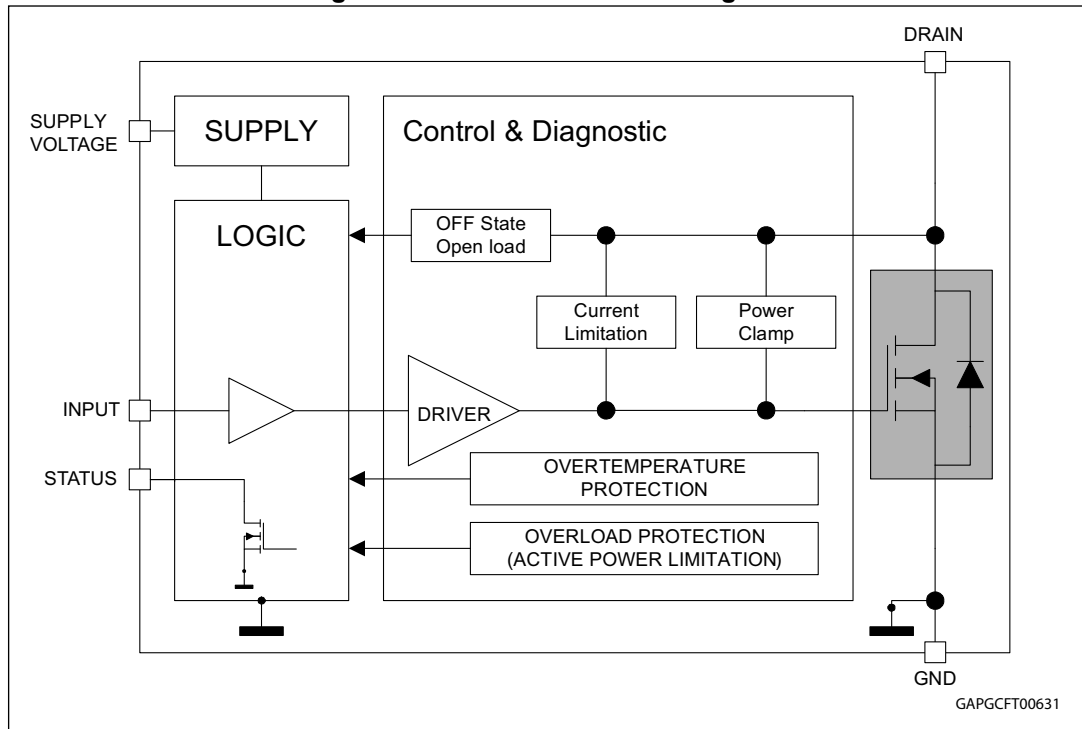 DRAIN
SUPPLY
VOLTAGE
SUPPLY
Control & Diagnostic
LOGIC
OFF State
Open load
Current
Limitation
Power
Clamp
INPUT
DRIVER
STATUS
OVERTEMPERATURE
PROTECTION
OVERLOAD PROTECTION
(ACTIVE POWER LIMITATION)
GND
GAPGCFT00631